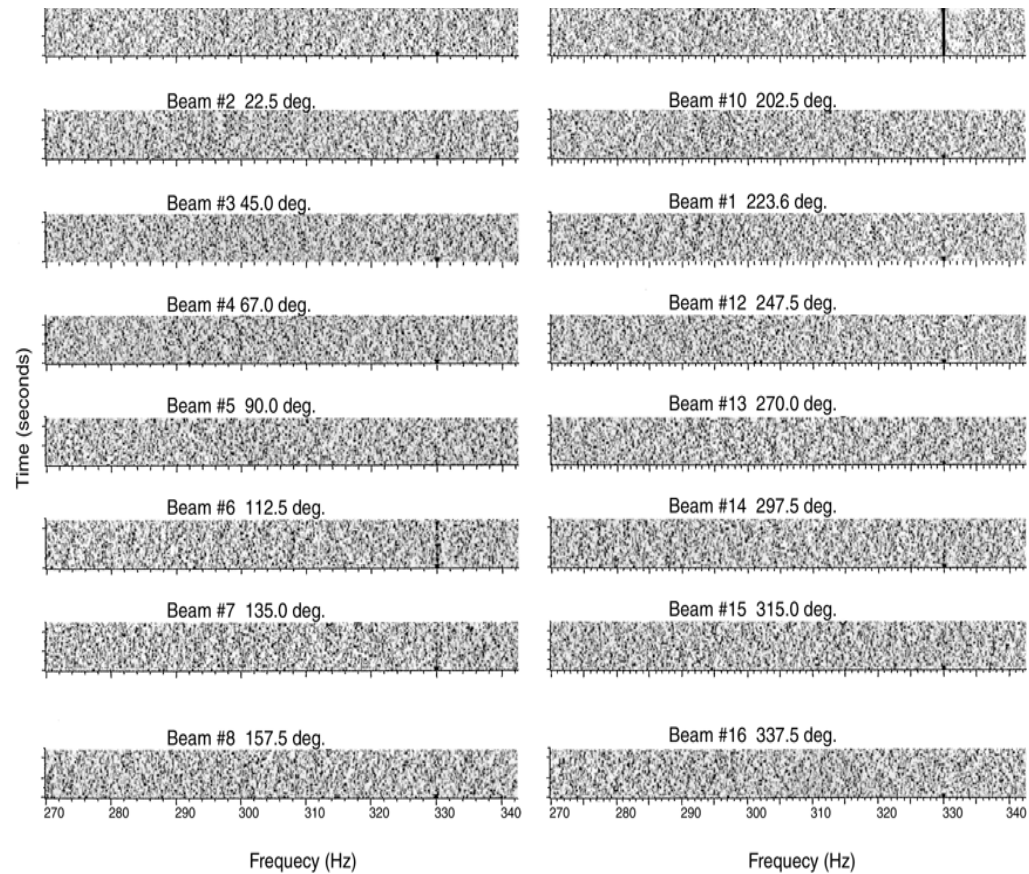 Beam #2 22.5 deg.
Beam #3 45.0 deg.
Beam #4 67.0 deg.
Beam #5 90.0 deg.
Beam #6 112.5 deg.
Beam #7 135.0 deg.
Beam #8 157.5 deg.
270 280 290 300 310 320 330 340
Frequecy (Hz)
Time (seconds)
Beam #10 202.5 deg.
Beam #1 223.6 deg.
Beam #12 247.5 deg.
Beam #13 270.0 deg.
Beam #14 297.5 deg.
Beam #15 315.0 deg.
Beam #16 337.5 deg.
270 280 290 300 310 320 330 340
Frequecy (Hz)